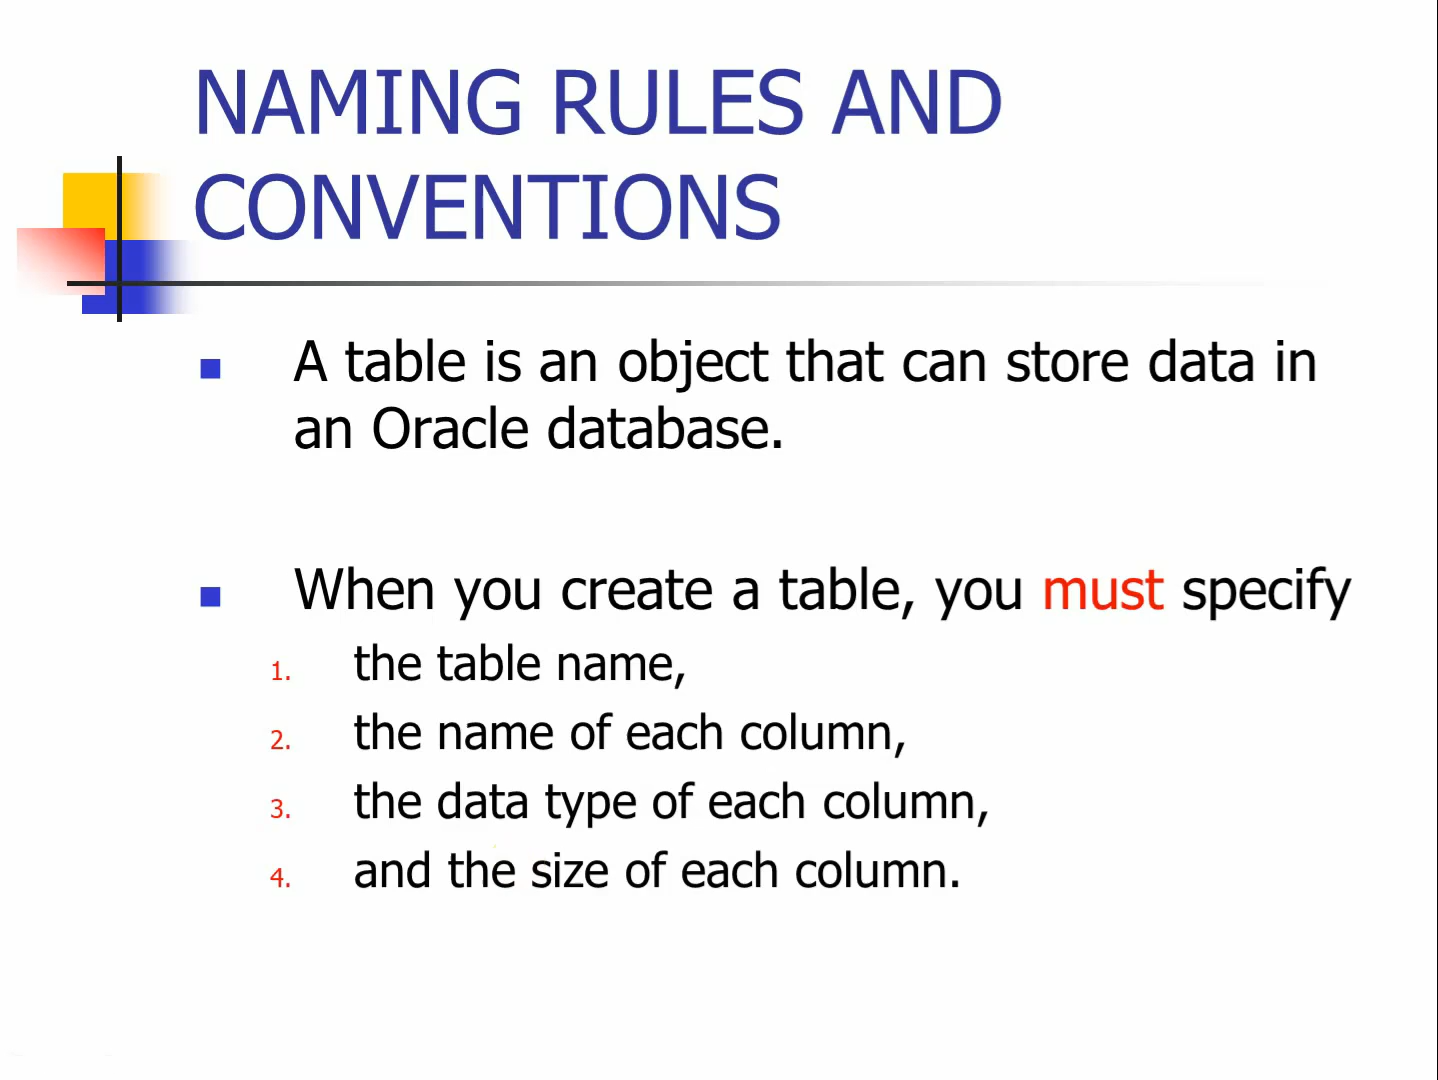 NAMING RULES AND
CONVENTIONS
A table is an object that can store data in
an Oracle database.
When you create a table, you must specify
1. the table name,
2. the name of each column,
3. the data type of each column,
4. and the size of each column.